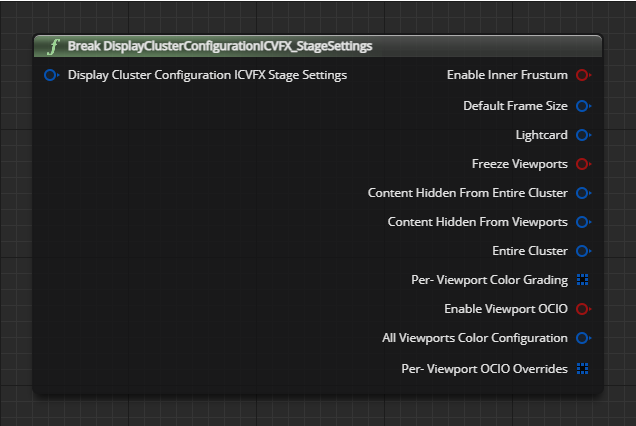 f Break DisplayClusterConfigurationICVFX_StageSettings
Display Cluster Configuration ICVFX Stage Settings
Enable Inner Frustum
Default Frame Size
Lightcard
Freeze Viewports
Content Hidden From Entire Cluster
Content Hidden From Viewports
Entire Cluster
Per- Viewport Color Grading
Enable Viewport OCIO
All Viewports Color Configuration
Per- Viewport OCIO Overrides